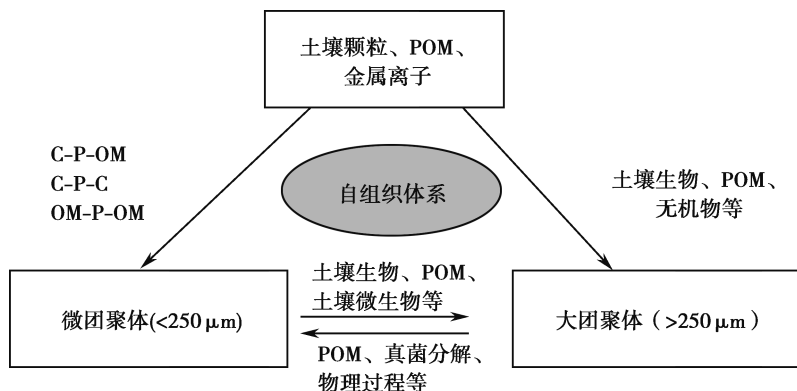 土壤颗粒、POM、
金属离子
C-P-OM
C-P-C
OM-P-OM
自组织体系
土壤生物、POM、
无机物等
微团聚体(<250 μm)
土壤生物、POM、
土壤微生物等
POM、真菌分解、
物理过程等
大团聚体（>250 μm）